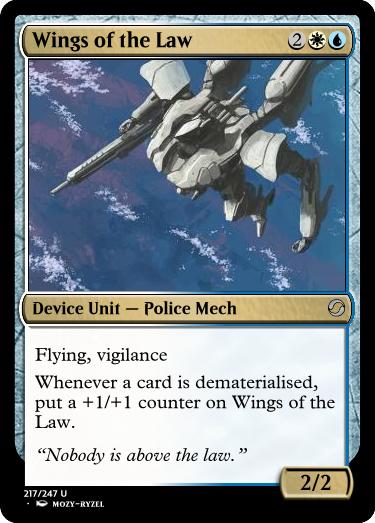 Wings of the Law 2
Device Unit — Police Mech
Flying, vigilance
Whenever a card is dematerialised,
put a +1/+1 counter on Wings of the
Law.
“Nobody is above the law.”
2/2
217/247 U
· MOZY-RYZEL